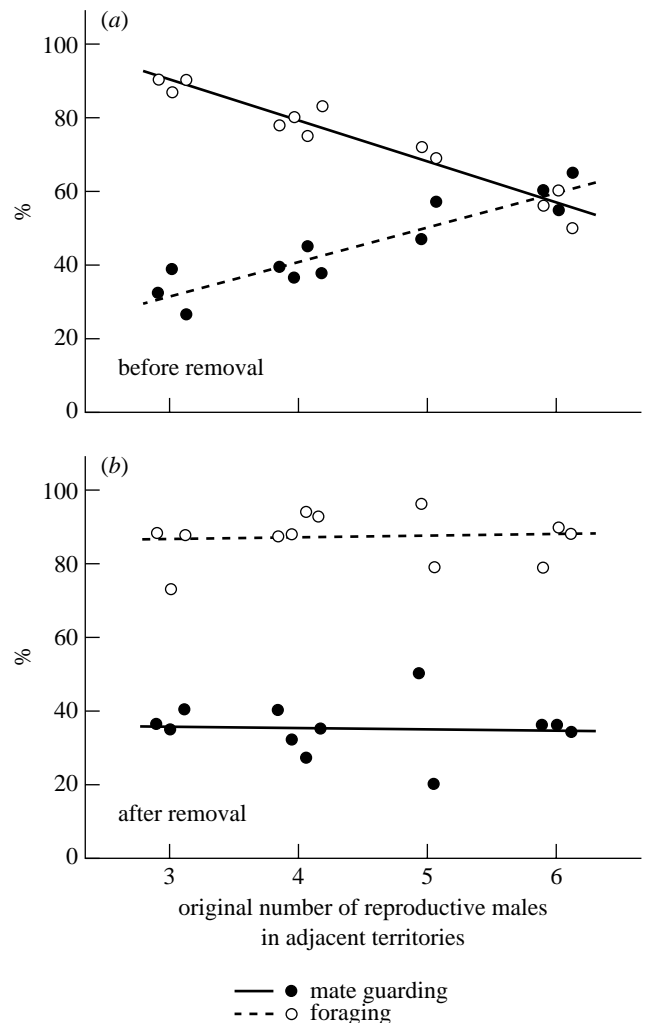 (a)
100
80
60
40
20
0
%
before removal
(b)
100
80
60
40
20
0
%
after removal
3 4 5 6
original number of reproductive males
in adjacent territories
mate guarding
foraging